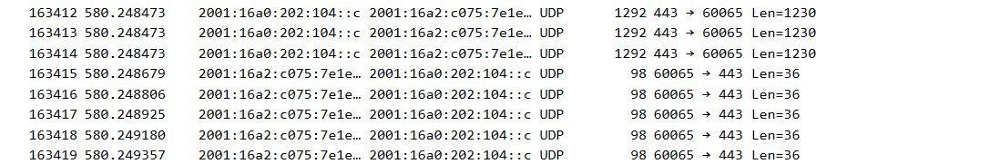 163412 580.248473 2001:16a0:202:104::c 2001:16a2:c075:7e1e… UDP 1292 443 → 60065 Len=1230
163413 580.248473 2001:16a0:202:104::c 2001:16a2:c075:7e1e… UDP 1292 443 → 60065 Len=1230
163414 580.248473 2001:16a0:202:104::c 2001:16a2:c075:7e1e… UDP 1292 443 → 60065 Len=1230
163415 580.248679 2001:16a2:c075:7e1e… 2001:16a0:202:104::c UDP 98 60065 → 443 Len=36
163416 580.248806 2001:16a2:c075:7e1e… 2001:16a0:202:104::c UDP 98 60065 → 443 Len=36
163417 580.248925 2001:16a2:c075:7e1e… 2001:16a0:202:104::c UDP 98 60065 → 443 Len=36
163418 580.249180 2001:16a2:c075:7e1e… 2001:16a0:202:104::c UDP 98 60065 → 443 Len=36
163419 580.249357 2001:16a2:c075:7e1e… 2001:16a0:202:104::c UDP 98 60065 → 443 Len=36